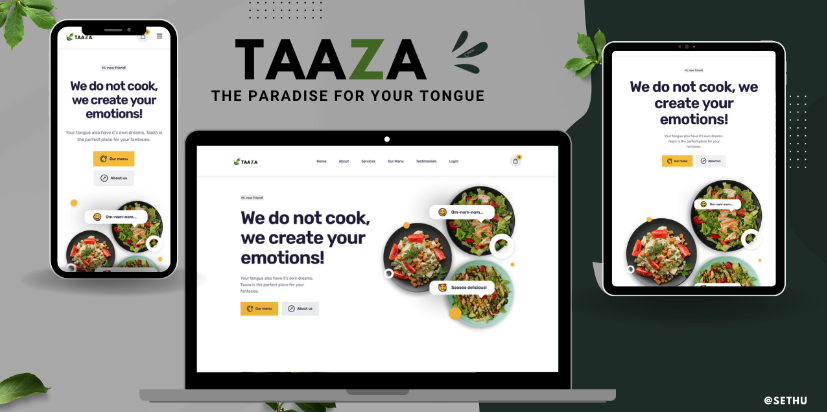 TAAZA
THE PARADISE FOR YOUR TONGUE
TAAZA
Hi, new friend!
We do not cook,
we create your
emotions!
Your tongue also have it's own dreams. Taaza is
the perfect place for your fantasies.
Our menu
About us
Om-nom-nom...
TAAZA
Home
About
Services
Our Menu
Testimonials
Login
Hi, new friend!
We do not cook,
we create your
emotions!
Your tongue also have it's own dreams.
Taaza is the perfect place for your
fantasies.
Our menu
About us
Om-nom-nom...
Sooooo delicious!
Hi, new friend!
We do not cook, we
create your
emotions!
Your tongue also have it's own dreams.
Taaza is the perfect place for your
fantasies.
Our menu
About us
Om-nom-nom...
@SETHU